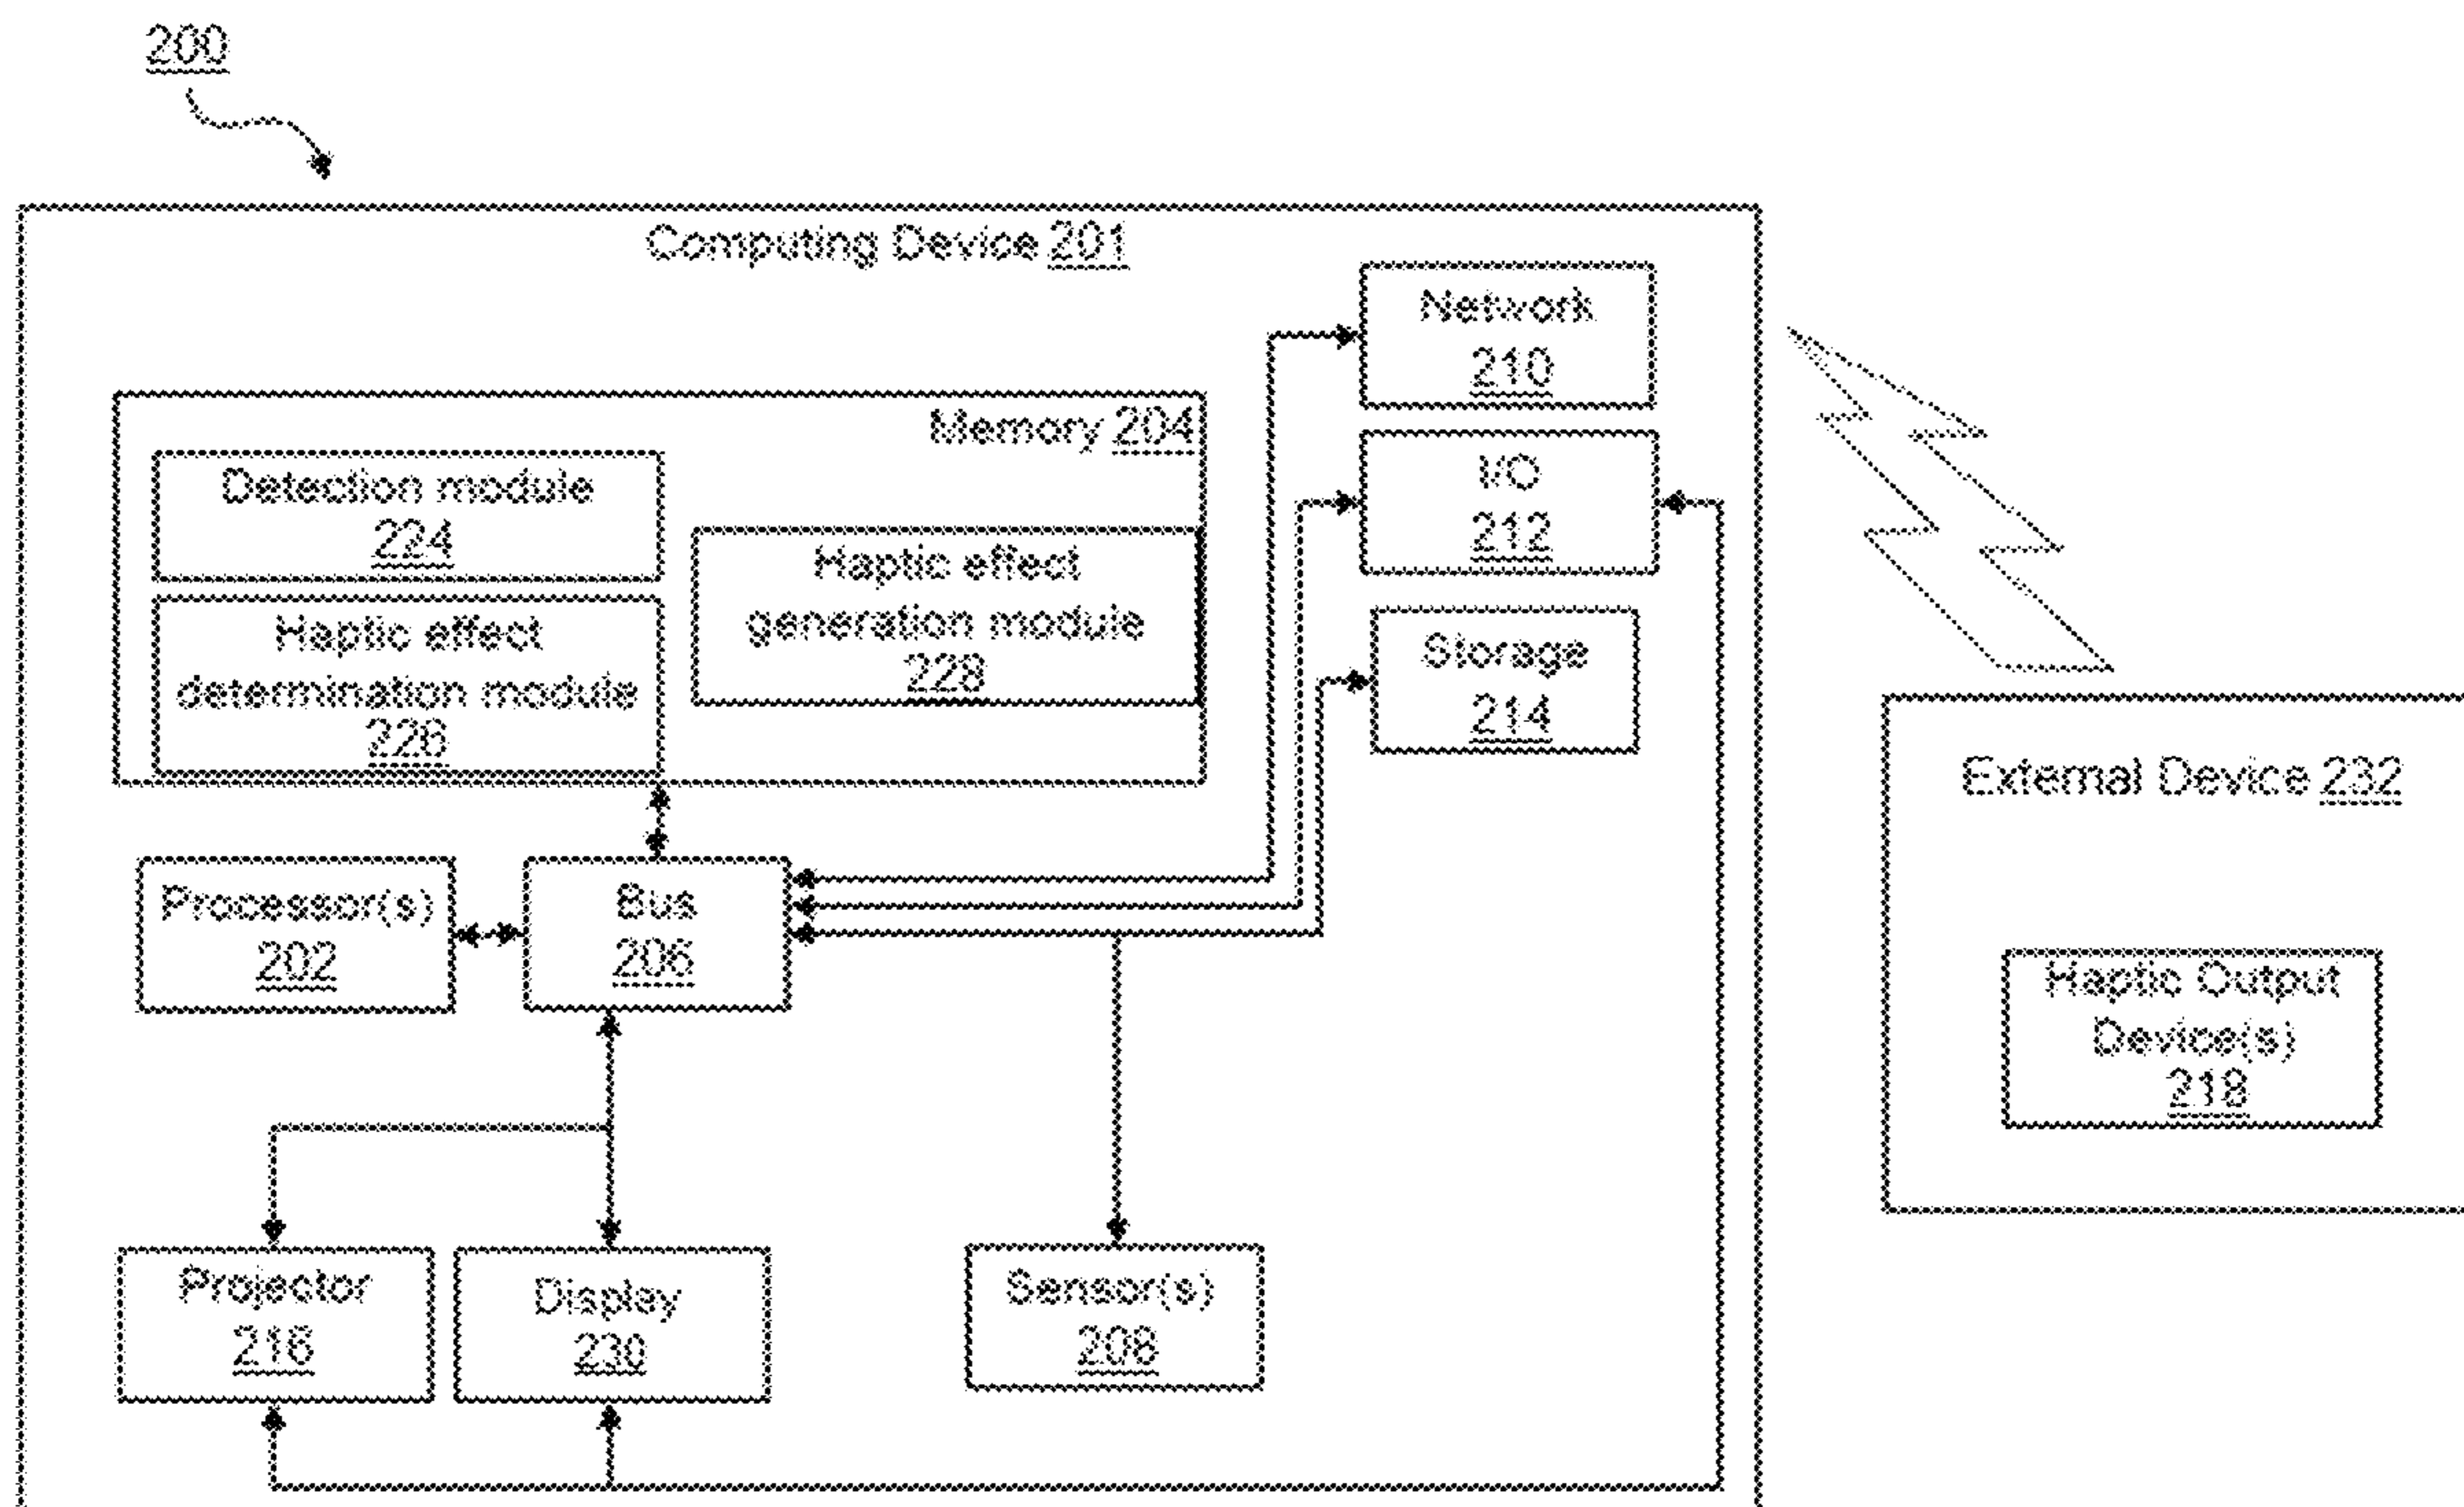 200
Computing Device 201
Network
210
Memory 204
Detection module
224
I/O
212
Haptic effect
generation module
228
Haptic effect
determination module
226
Storage
214
External Device 232
Processor(s)
202
Bus
206
Haptic Output
Device(s)
218
Projector
216
Display
230
Sensor(s)
208